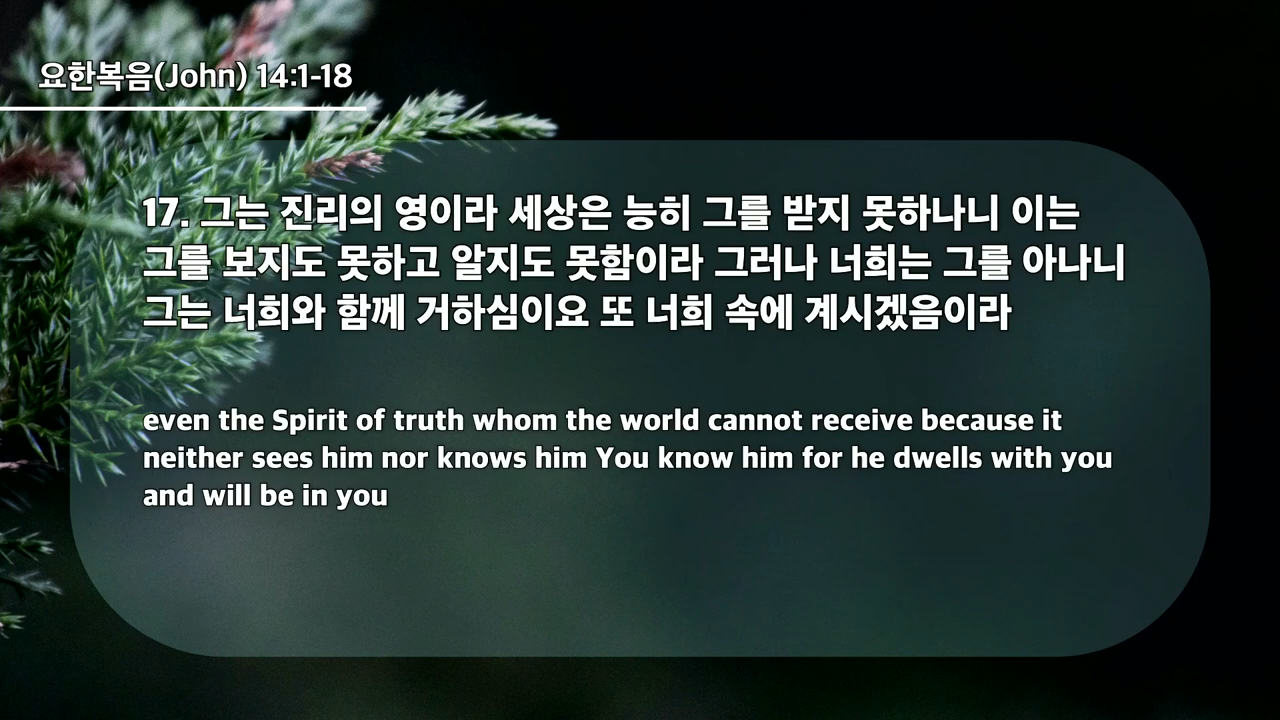 요한복음(John) 14:1-18
17. 그는 진리의 영이라 세상은 능히 그를 받지 못하나니 이는
그를 보지도 못하고 알지도 못함이라 그러나 너희는 그를 아나니
그는 너희와 함께 거하심이요 또 너희 속에 계시겠음이라
even the Spirit of truth whom the world cannot receive because it
neither sees him nor knows him You know him for he dwells with you
and will be in you